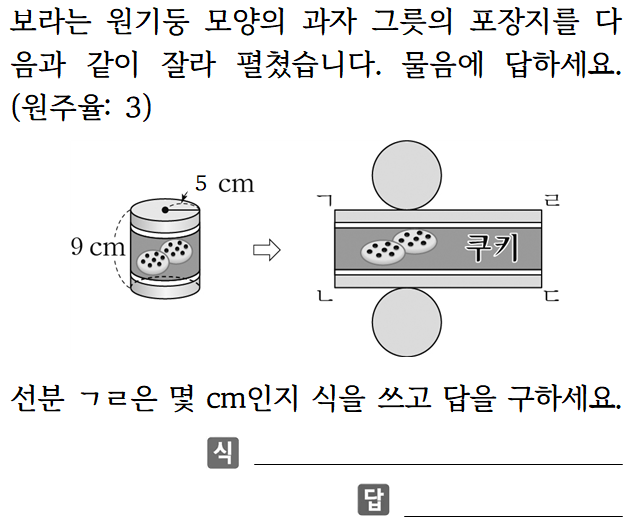 보라는 원기둥 모양의 과자 그릇의 포장지를 다
음과 같이 잘라 펼쳤습니다. 물음에 답하세요.
(원주율: 3)
5 cm
9 cm
ㄱ
ㄹ
쿠키
ㄴ
ㄷ
선분 ㄱㄹ은 몇 cm인지 식을 쓰고 답을 구하세요.
식
답